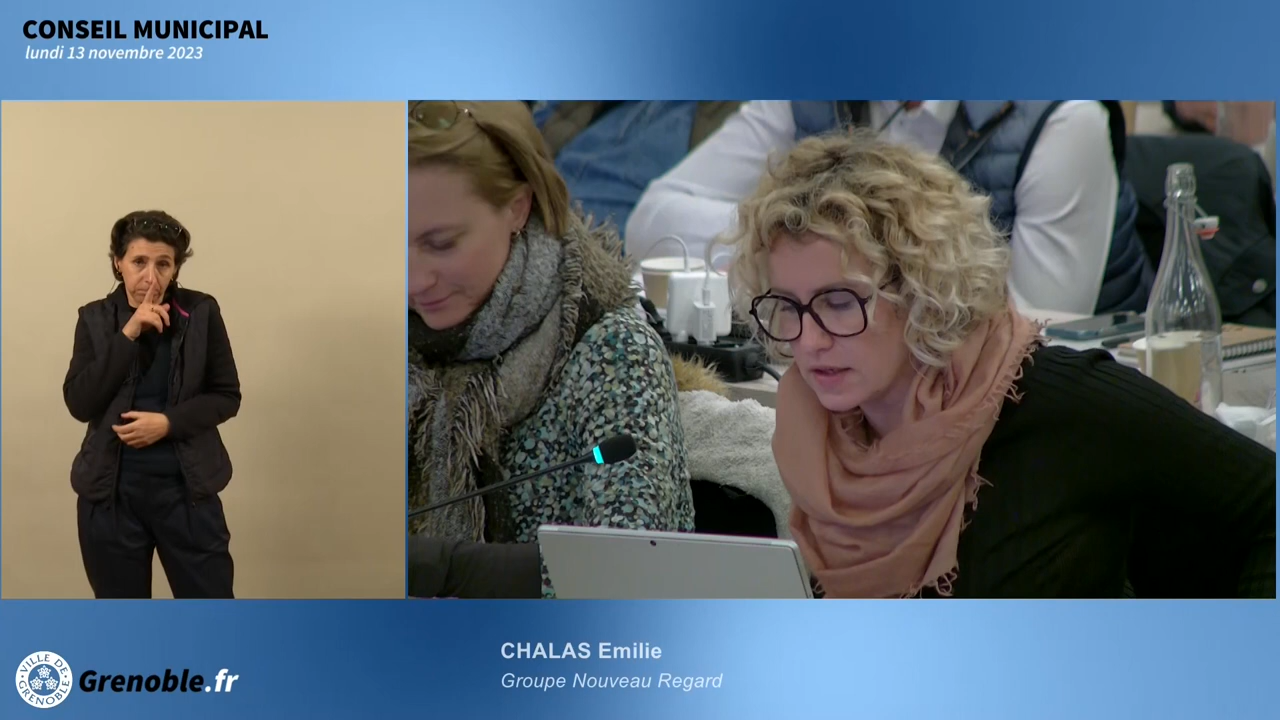 CONSEIL MUNICIPAL
lundi 13 novembre 2023
CHALAS Emilie
Groupe Nouveau Regard
VILLE DE GRENOBLE
Grenoble.fr